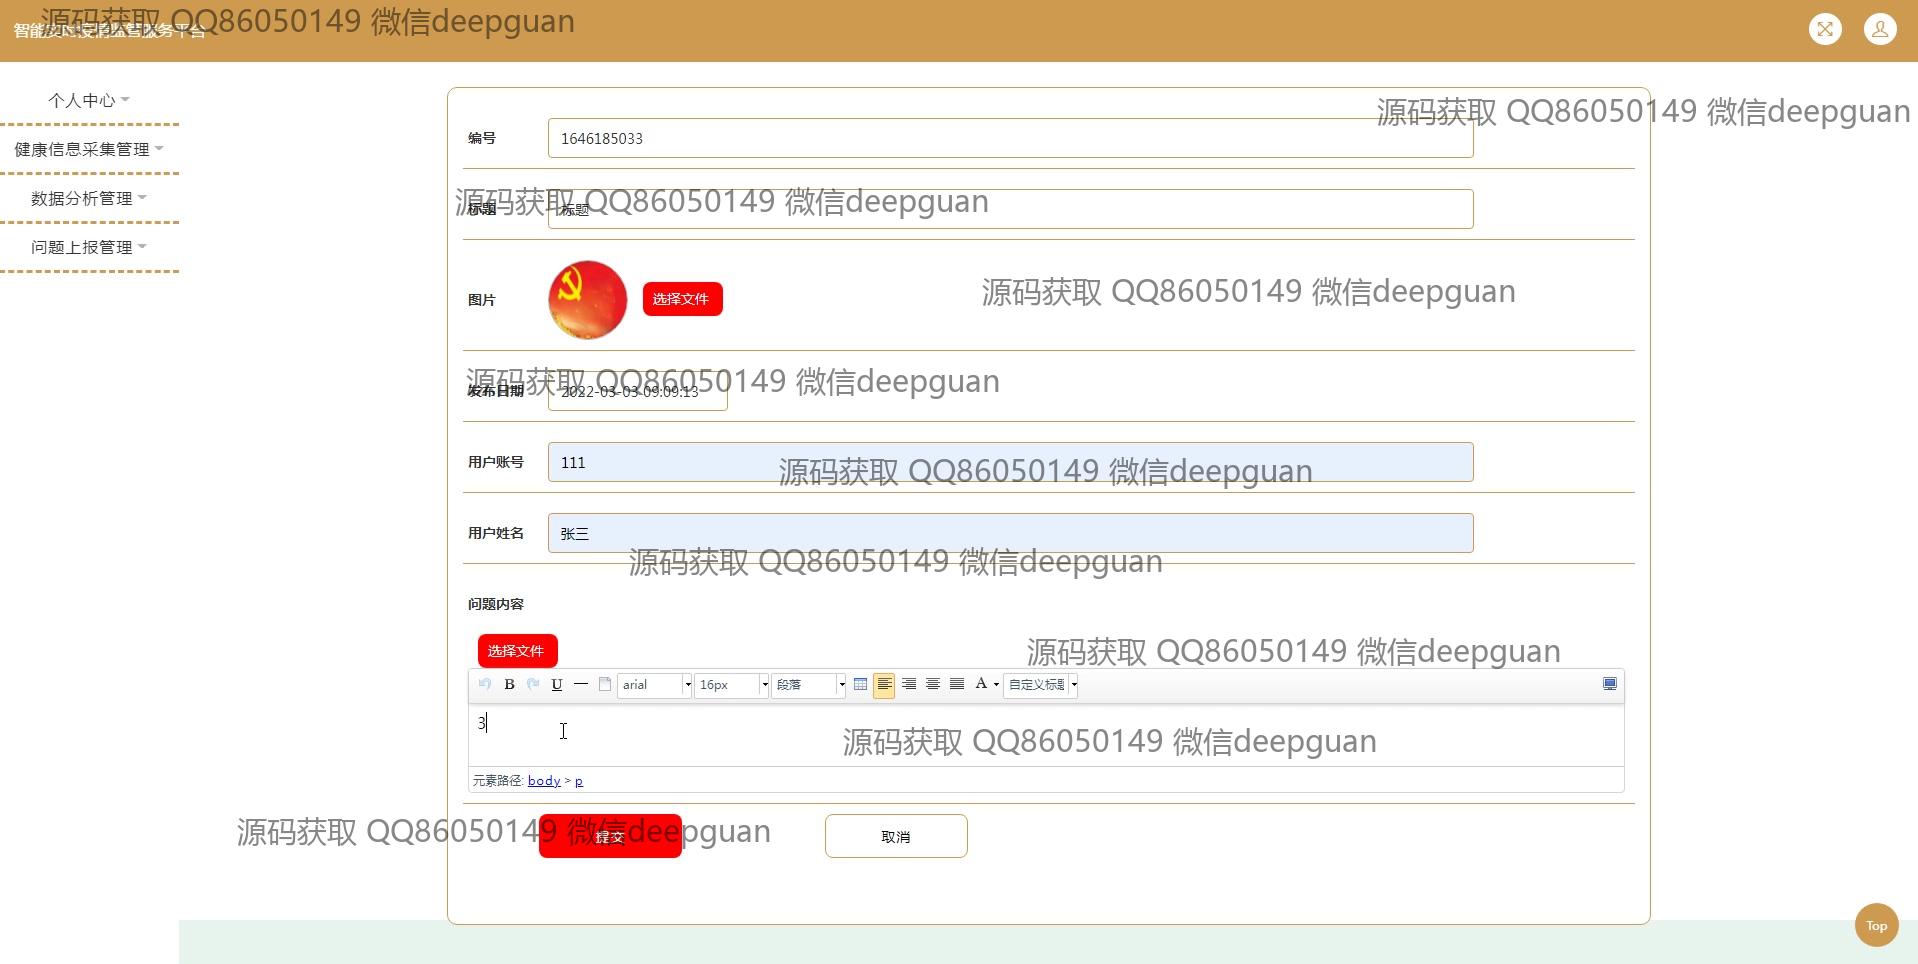 智能实时疫情监管服务平台
源码获取 QQ86050149 微信deepguan
个人中心
健康信息采集管理
数据分析管理
问题上报管理
源码获取 QQ86050149 微信deepguan
编号
1646185033
源码获取 QQ86050149 微信deepguan
标题
标题
源码获取 QQ86050149 微信deepguan
图片
选择文件
源码获取 QQ86050149 微信deepguan
发布日期
2022-03-03 09:09:13
用户账号
111
源码获取 QQ86050149 微信deepguan
用户姓名
张三
源码获取 QQ86050149 微信deepguan
问题内容
选择文件
源码获取 QQ86050149 微信deepguan
B U arial 16px 段落 A 自定义标题
3
源码获取 QQ86050149 微信deepguan
元素路径: body > p
源码获取 QQ86050149 微信deepguan
提交
取消
Top